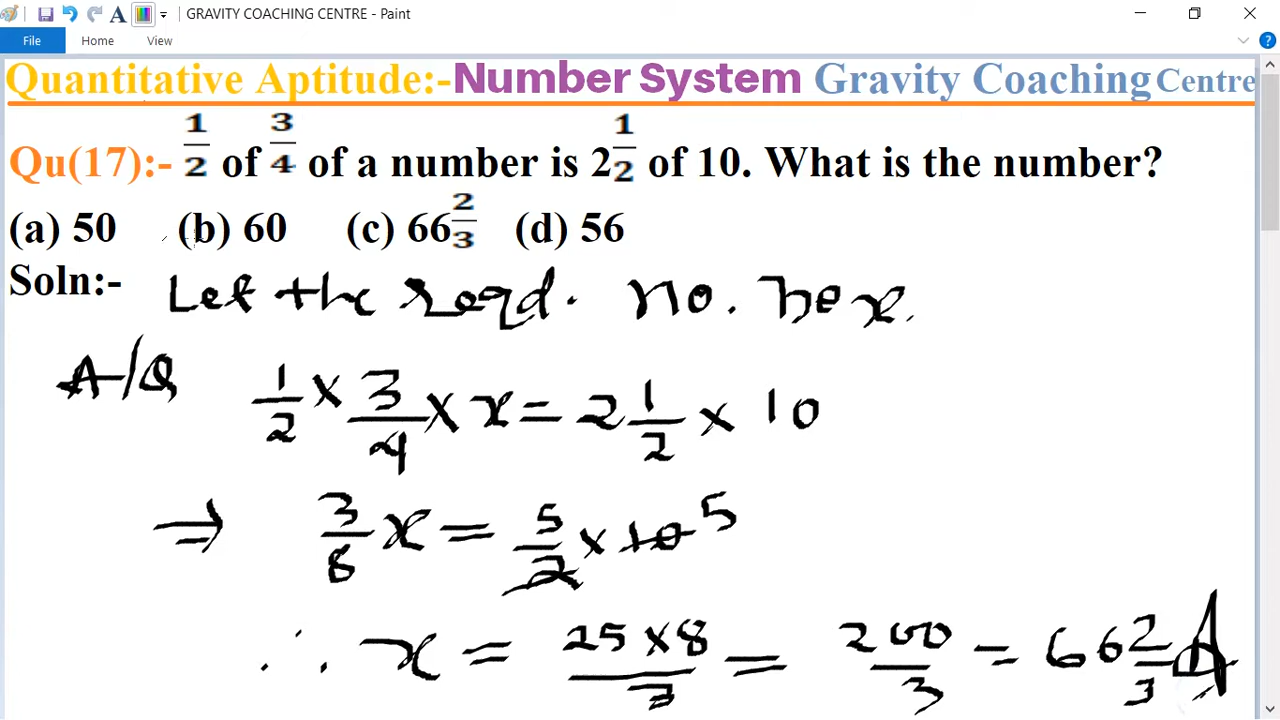 GRAVITY COACHING CENTRE - Paint
File Home View
Quantitative Aptitude:-Number System Gravity Coaching Centre
Qu(17):- 1/2 of 3/4 of a number is 2 1/2 of 10. What is the number?
(a) 50 (b) 60 (c) 66 2/3 (d) 56
Soln:- Let the reqd. no. be x.
A/Q 1/2 × 3/4 × x = 2 1/2 × 10
⇒ 3/8 x = 5/2 × 10 5
∴ x = 25×8/3 = 200/3 = 66 2/3 A